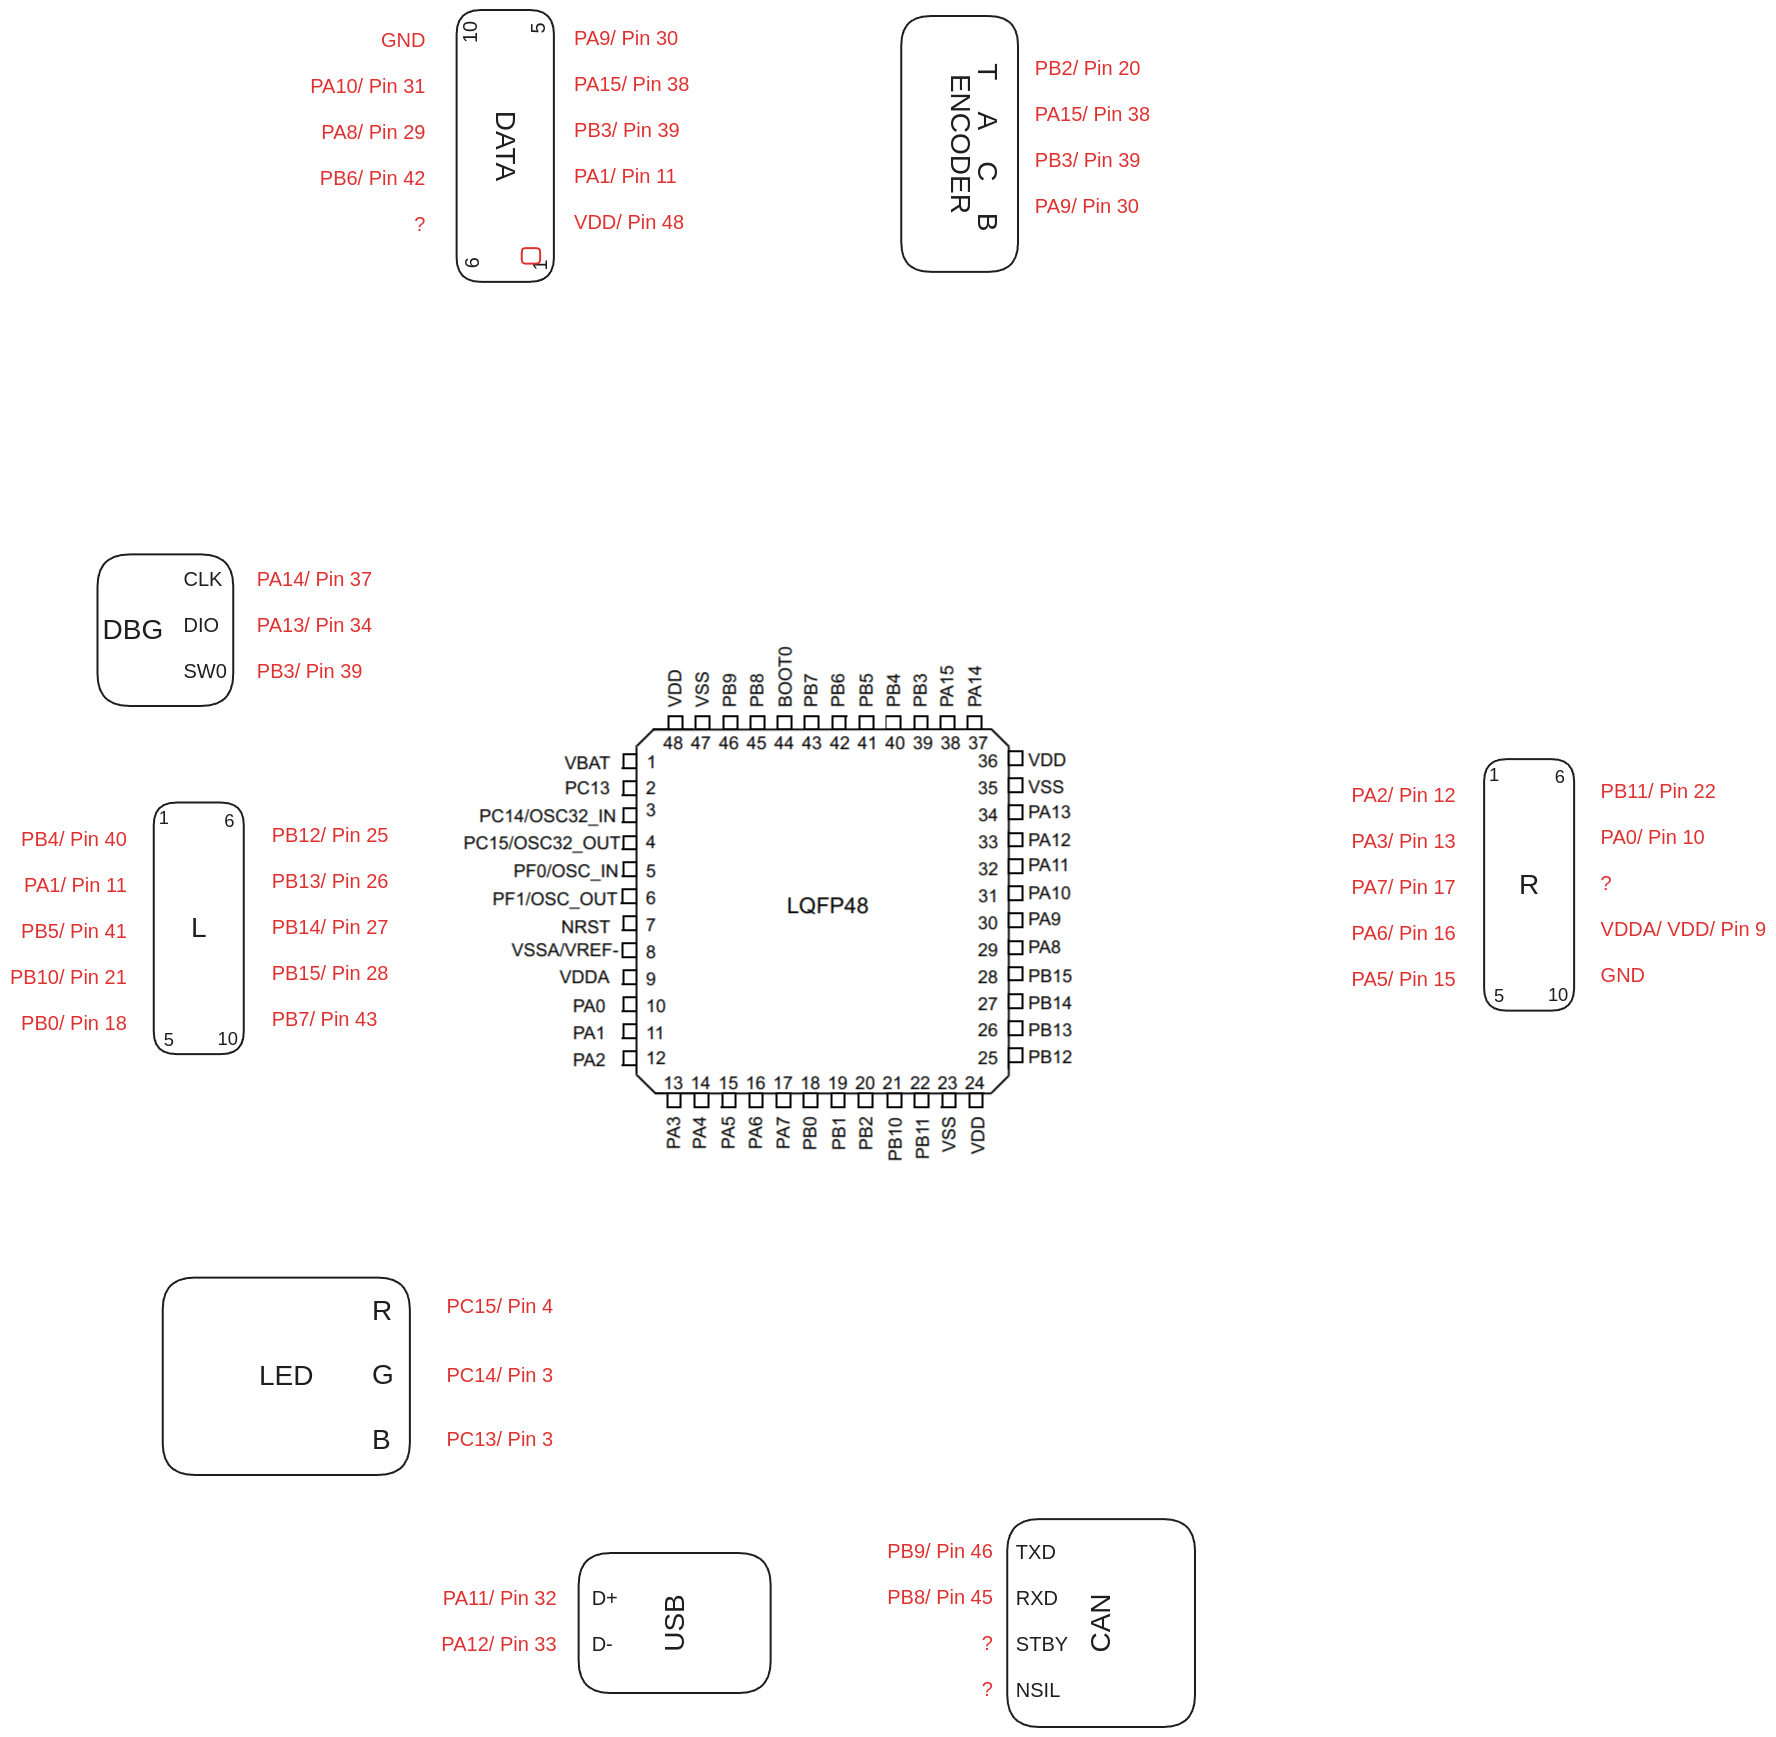 10
5
GND
PA10/ Pin 31
PA8/ Pin 29
PB6/ Pin 42
?
DATA
PA9/ Pin 30
PA15/ Pin 38
PB3/ Pin 39
PA1/ Pin 11
VDD/ Pin 48
6
1
T A C B
ENCODER
PB2/ Pin 20
PA15/ Pin 38
PB3/ Pin 39
PA9/ Pin 30
DBG
CLK
DIO
SW0
PA14/ Pin 37
PA13/ Pin 34
PB3/ Pin 39
1
6
PB4/ Pin 40
PA1/ Pin 11
PB5/ Pin 41
PB10/ Pin 21
PB0/ Pin 18
L
PB12/ Pin 25
PB13/ Pin 26
PB14/ Pin 27
PB15/ Pin 28
PB7/ Pin 43
5
10
VDD
VSS
PB9
PB8
BOOT0
PB7
PB6
PB5
PB4
PB3
PA15
PA14
48 47 46 45 44 43 42 41 40 39 38 37
VBAT 1
PC13 2
PC14/OSC32_IN 3
PC15/OSC32_OUT 4
PF0/OSC_IN 5
PF1/OSC_OUT 6
NRST 7
VSSA/VREF- 8
VDDA 9
PA0 10
PA1 11
PA2 12
LQFP48
36 VDD
35 VSS
34 PA13
33 PA12
32 PA11
31 PA10
30 PA9
29 PA8
28 PB15
27 PB14
26 PB13
25 PB12
13 14 15 16 17 18 19 20 21 22 23 24
PA3
PA4
PA5
PA6
PA7
PB0
PB1
PB2
PB10
PB11
VSS
VDD
1
6
PA2/ Pin 12
PA3/ Pin 13
PA7/ Pin 17
PA6/ Pin 16
PA5/ Pin 15
R
PB11/ Pin 22
PA0/ Pin 10
?
VDDA/ VDD/ Pin 9
GND
5
10
LED
R
G
B
PC15/ Pin 4
PC14/ Pin 3
PC13/ Pin 3
PA11/ Pin 32
PA12/ Pin 33
D+
D-
USB
PB9/ Pin 46
PB8/ Pin 45
?
?
TXD
RXD
STBY
NSIL
CAN